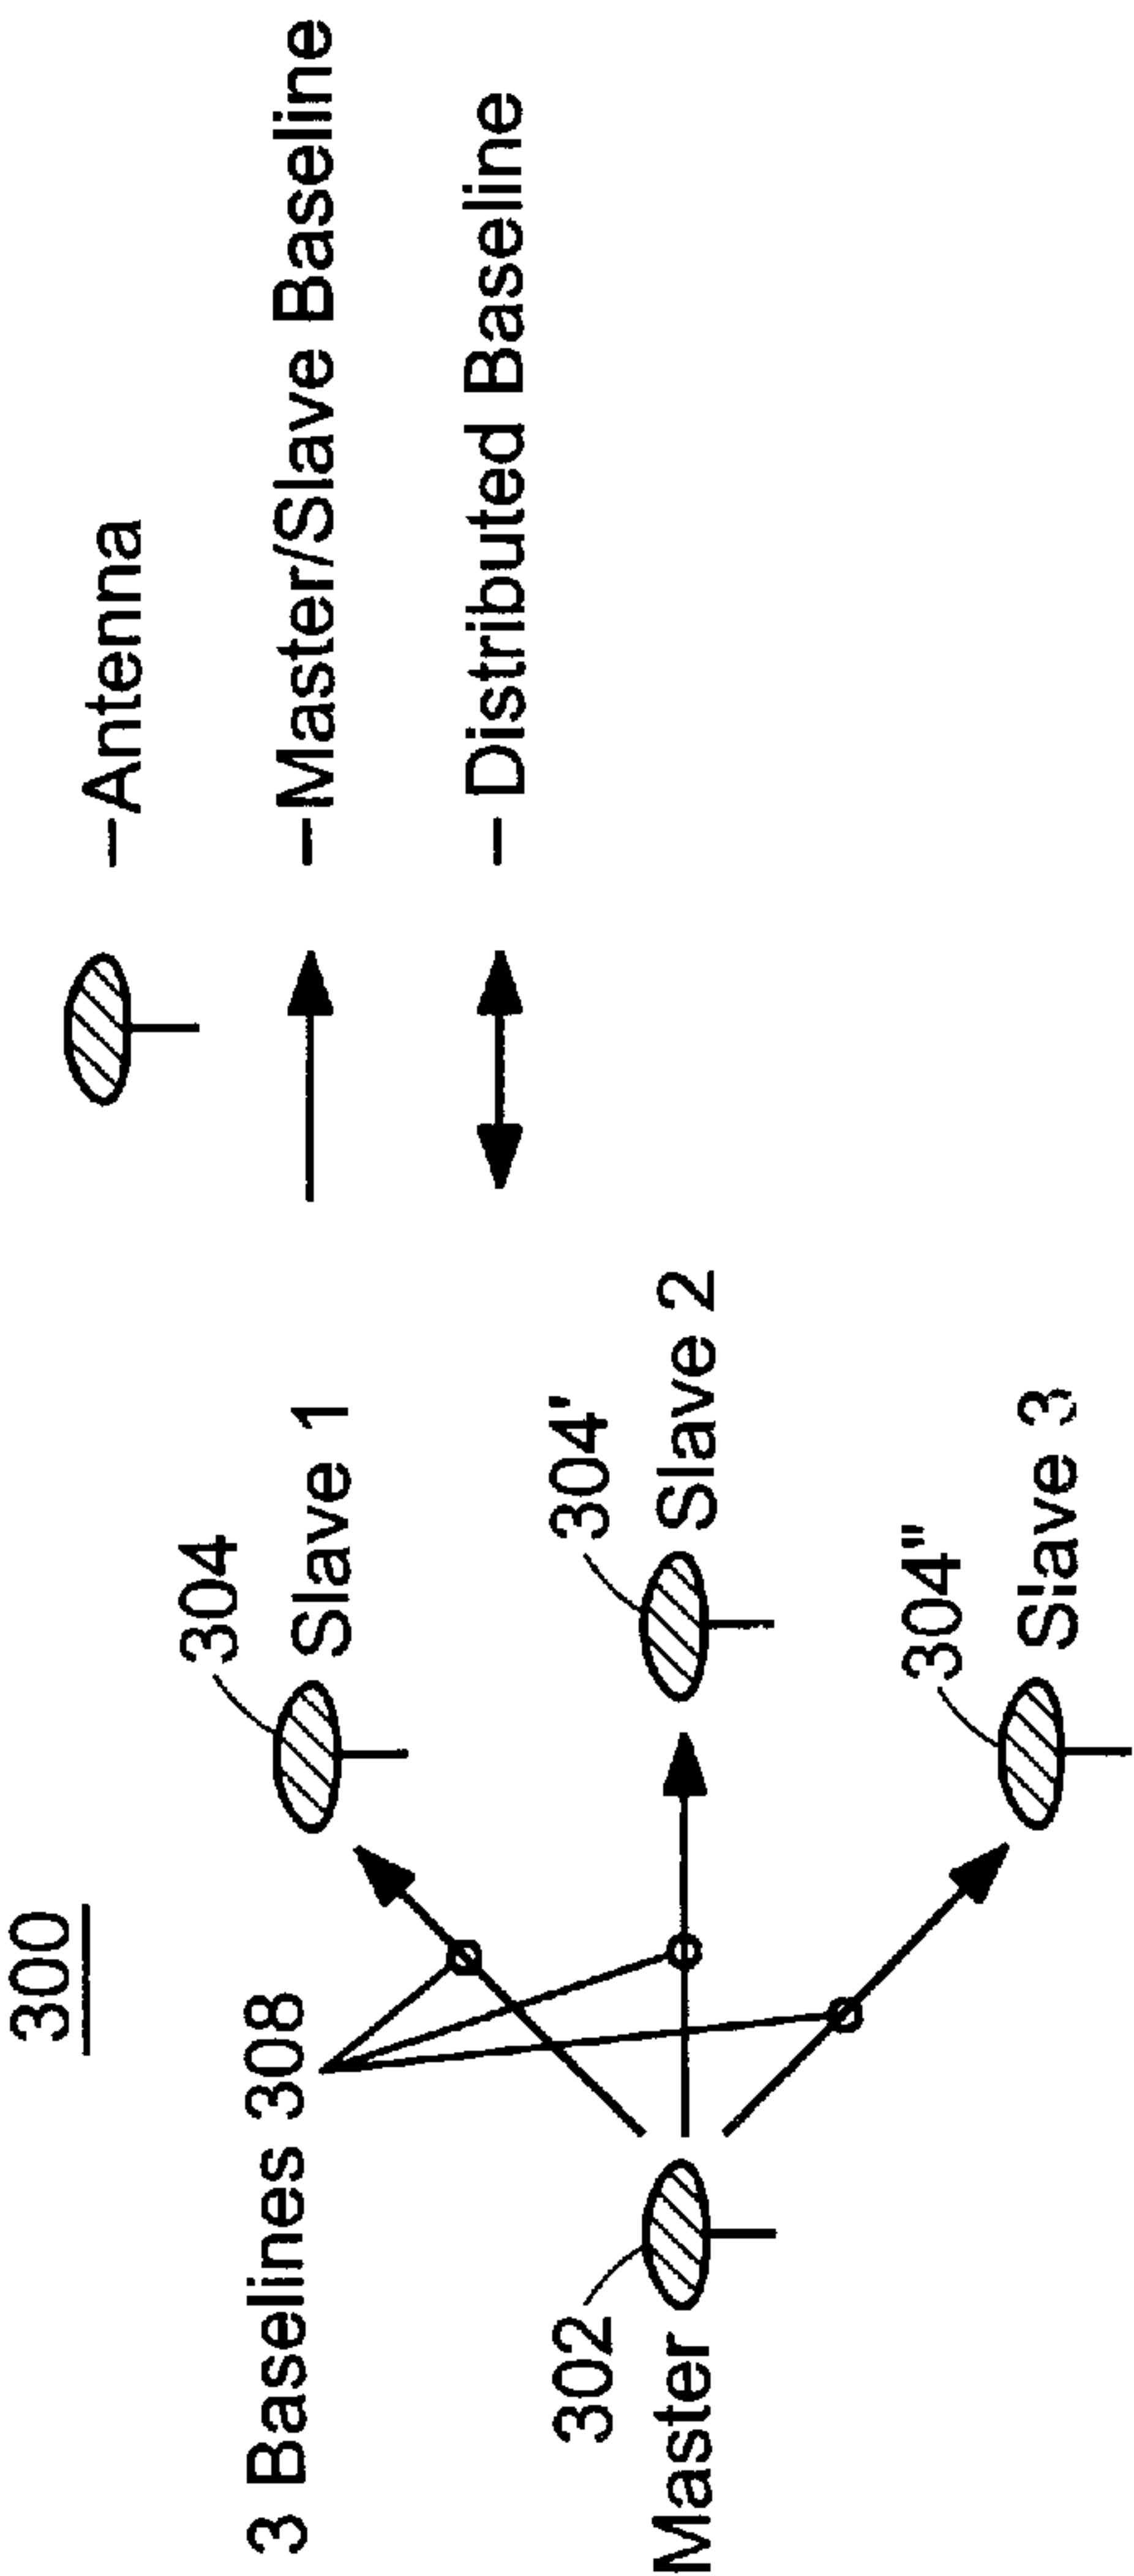 300
3 Baselines 308
304
Slave 1
302
Master
304'
Slave 2
304"
Slave 3
–Antenna
–Master/Slave Baseline
– Distributed Baseline